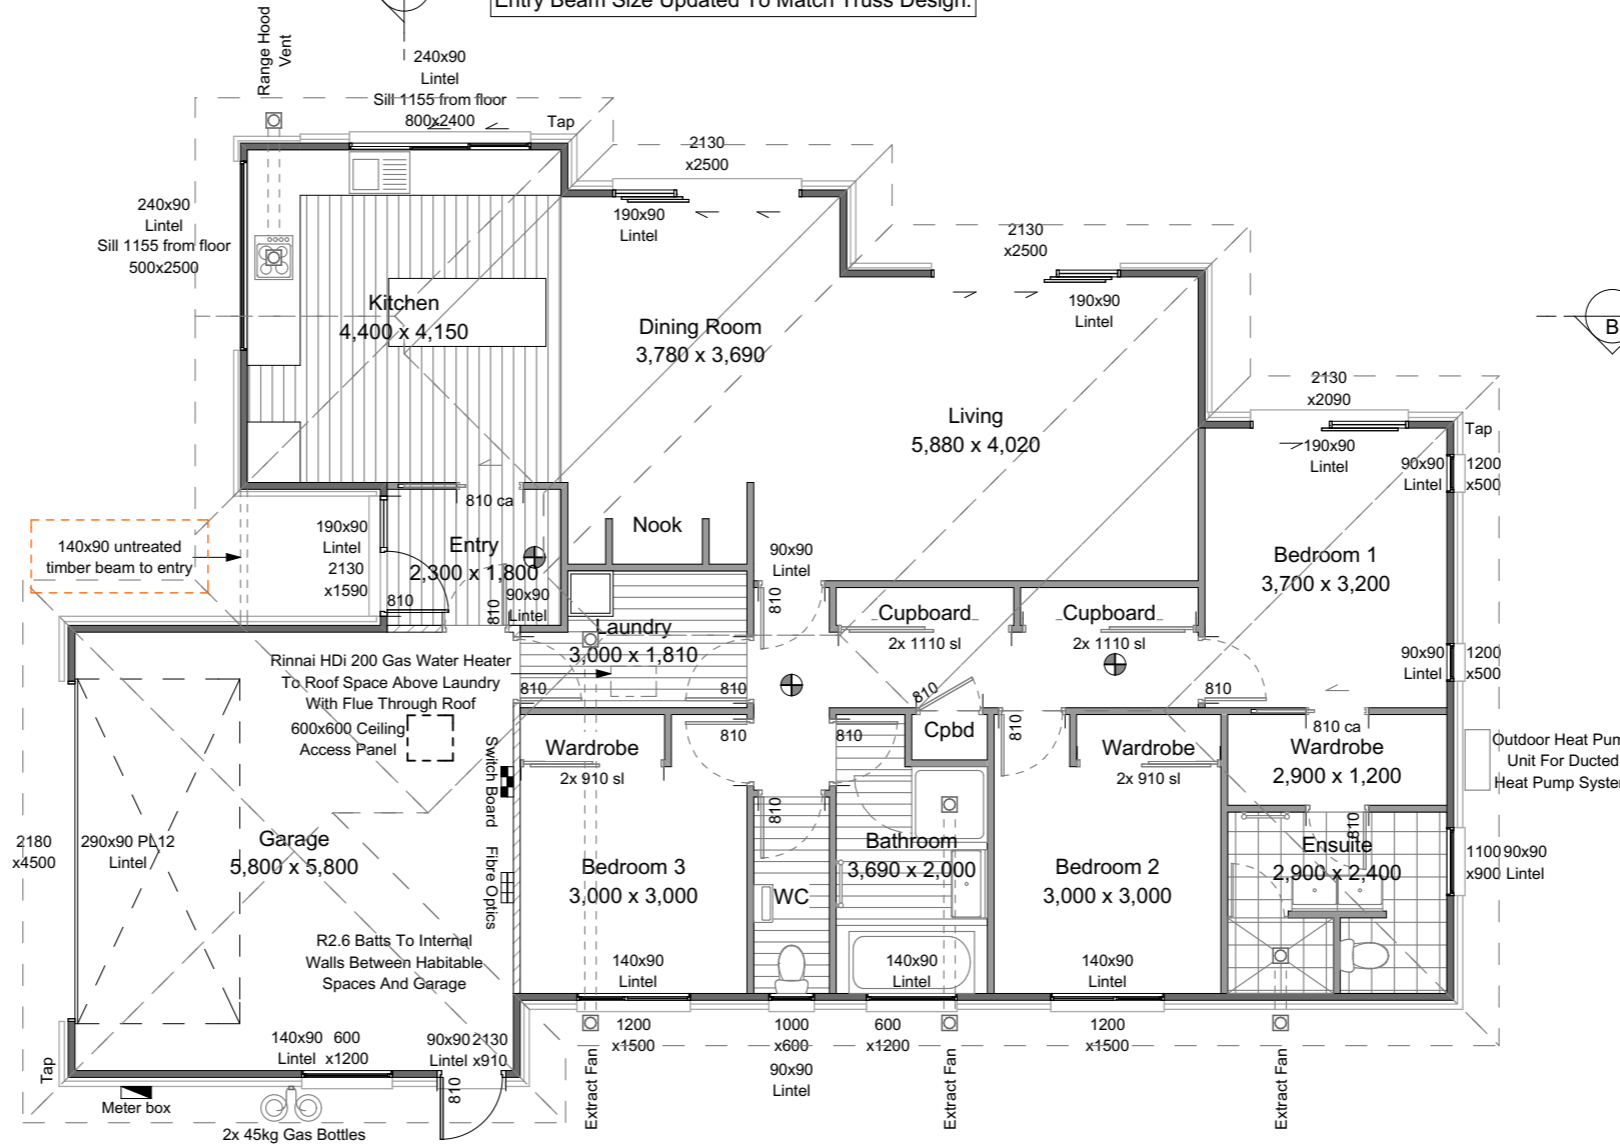 Entry Beam Size Updated To Match Truss Design.
Range Hood
Vent
240x90
Lintel
Sill 1155 from floor
800x2400
Tap
2130
x2500
240x90
Lintel
Sill 1155 from floor
500x2500
190x90
Lintel
2130
x2500
190x90
Lintel
B
Kitchen
4,400 x 4,150
Dining Room
3,780 x 3,690
Living
5,880 x 4,020
2130
x2090
190x90
Lintel
Tap
90x90
Lintel
1200
x500
810 ca
Nook
140x90 untreated
timber beam to entry
190x90
Lintel
2130
x1590
Entry
2,300 x 1,800
90x90
Lintel
810
810
90x90
Lintel
810
Bedroom 1
3,700 x 3,200
Cupboard
2x 1110 sl
Cupboard
2x 1110 sl
Laundry
3,000 x 1,810
90x90
Lintel
1200
x500
Rinnai HDi 200 Gas Water Heater
To Roof Space Above Laundry
With Flue Through Roof
600x600 Ceiling
Access Panel
810
810
810
810
810 ca
810
810
810
Cpbd
Wardrobe
2x 910 sl
Wardrobe
2x 910 sl
Wardrobe
2,900 x 1,200
Outdoor Heat Pum
Unit For Ducted
Heat Pump System
Switch Board
Fibre Optics
2180
x4500
290x90 PL12
Lintel
Garage
5,800 x 5,800
810
810
Bedroom 3
3,000 x 3,000
WC
Bathroom
3,690 x 2,000
Bedroom 2
3,000 x 3,000
Ensuite
2,900 x 2,400
1100
x900
90x90
Lintel
R2.6 Batts To Internal
Walls Between Habitable
Spaces And Garage
140x90
Lintel
140x90
Lintel
140x90
Lintel
140x90
Lintel
600
x1200
90x90
Lintel
2130
x910
1200
x1500
1000
x600
90x90
Lintel
600
x1200
1200
x1500
Extract Fan
Extract Fan
Extract Fan
Tap
810
Meter box
2x 45kg Gas Bottles